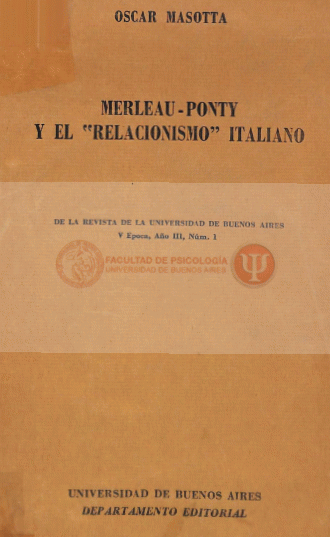 OSCAR MASOTTA
MERLEAU-PONTY
Y EL "RELACIONISMO" ITALIANO
DE LA REVISTA DE LA UNIVERSIDAD DE BUENOS AIRES
V Epoca, Año III, Núm. 1
FACULTAD DE PSICOLOGÍA
UNIVERSIDAD DE BUENOS AIRES
UNIVERSIDAD DE BUENOS AIRES
DEPARTAMENTO EDITORIAL